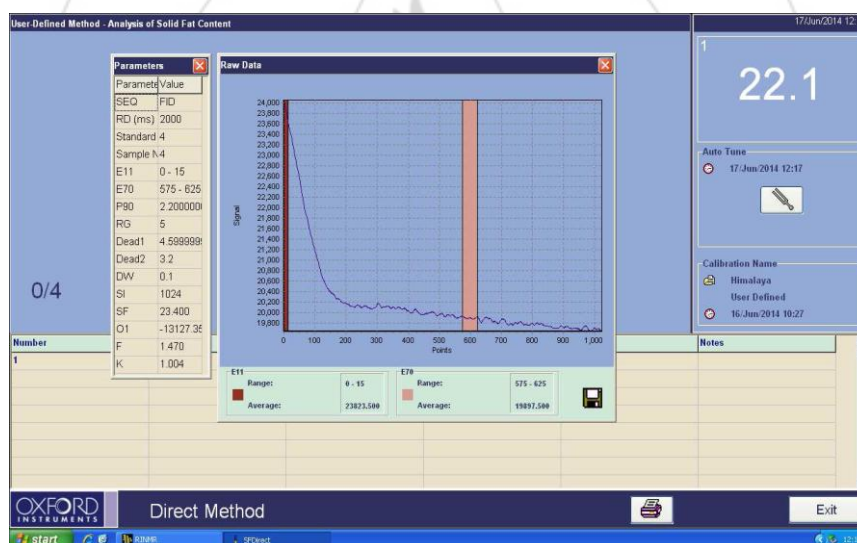 User-Defined Method - Analysis of Solid Fat Content
17/Jun/2014 12:
Parameters
Paramete Value
SEQ FID
RD (ms) 2000
Standard 4
Sample N 4
E11 0 - 15
E70 575 - 625
P90 2.2000000
RG 5
Dead1 4.599999
Dead2 3.2
DW 0.1
SI 1024
SF 23.400
O1 -13127.35
F 1.470
K 1.004
Raw Data
24,000
23,800
23,600
23,400
23,200
23,000
22,800
22,600
22,400
22,200
22,000
21,800
21,600
21,400
21,200
21,000
20,800
20,600
20,400
20,200
20,000
19,800
Signal
0 100 200 300 400 500 600 700 800 900 1,000
Points
E11
Range: 0 - 15
Average: 23823.500
E70
Range: 575 - 625
Average: 19897.500
1
22.1
Auto Tune
17/Jun/2014 12:17
Calibration Name
Himalaya
User Defined
16/Jun/2014 10:27
0/4
Number
Notes
1
OXFORD
INSTRUMENTS
Direct Method
Exit
start
RINMR
SFDirect